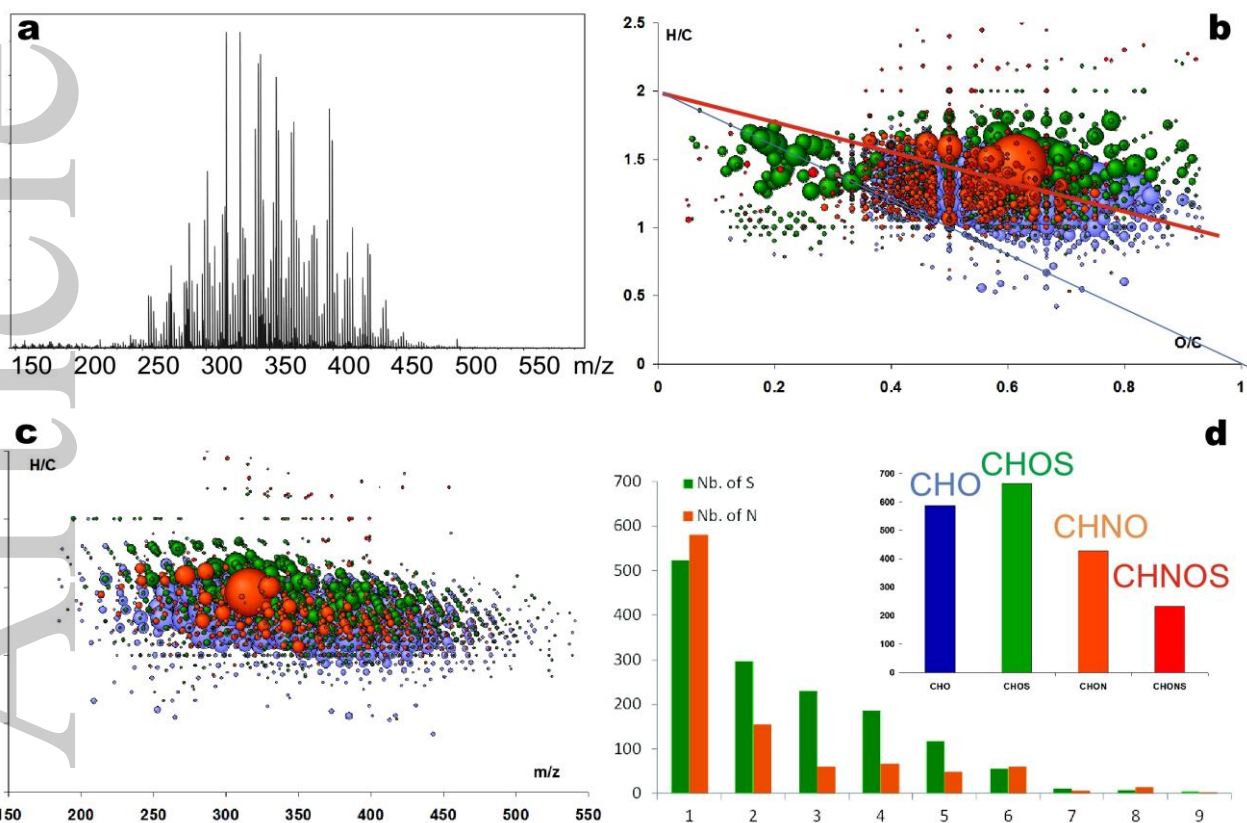 a
150 200 250 300 350 400 450 500 550 m/z
b
2.5
H/C
2
1.5
1
0.5
O/C
0
0 0.2 0.4 0.6 0.8 1
c
H/C
m/z
150 200 250 300 350 400 450 500 550
d
700
600
500
400
300
200
100
0
Nb. of S
Nb. of N
1 2 3 4 5 6 7 8 9
CHO
CHOS
CHNO
CHNOS
700
600
500
400
300
200
100
0
CHO CHOS CHON CHONS